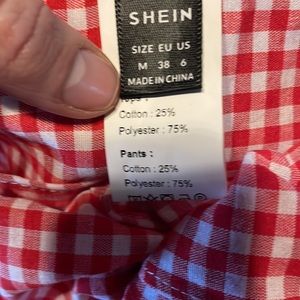 SHEIN
SIZE EU US
M 38 6
MADE IN CHINA
Cotton : 25%
Polyester : 75%
Pants :
Cotton : 25%
Polyester : 75%